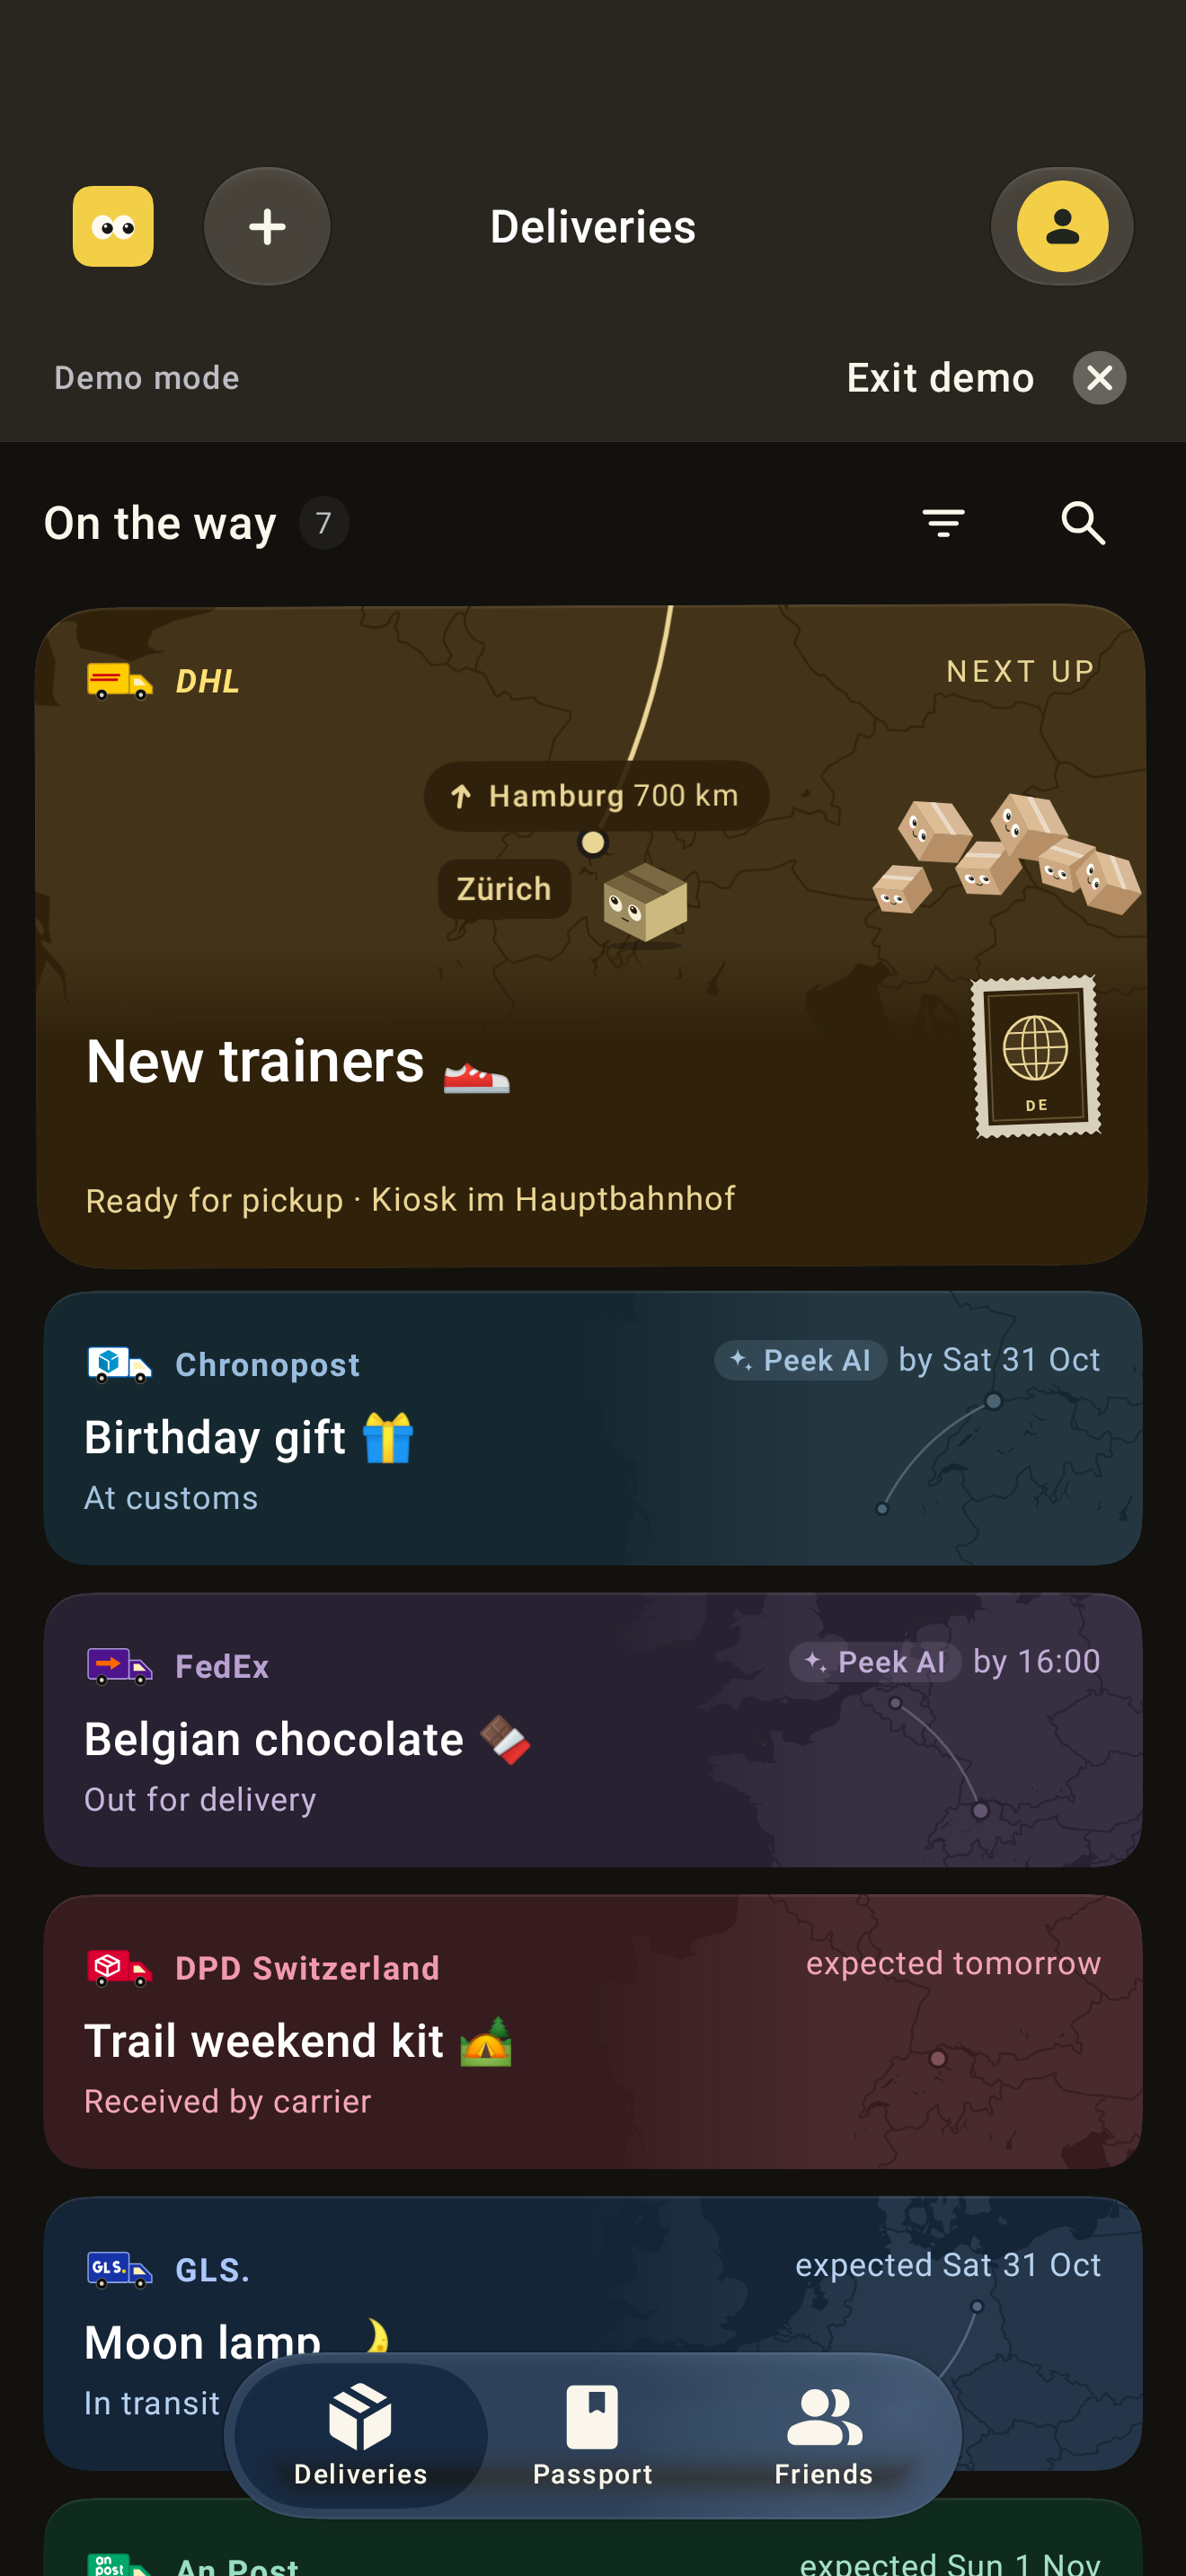 Deliveries
Demo mode
Exit demo
On the way 7
DHL
NEXT UP
Hamburg 700 km
Zürich
New trainers
DE
Ready for pickup · Kiosk im Hauptbahnhof
Chronopost
Peek AI by Sat 31 Oct
Birthday gift
At customs
FedEx
Peek AI by 16:00
Belgian chocolate
Out for delivery
DPD Switzerland
expected tomorrow
Trail weekend kit
Received by carrier
GLS.
GLS.
expected Sat 31 Oct
Moon lamp
In transit
Deliveries
Passport
Friends
an
post
An Post
expected Sun 1 Nov